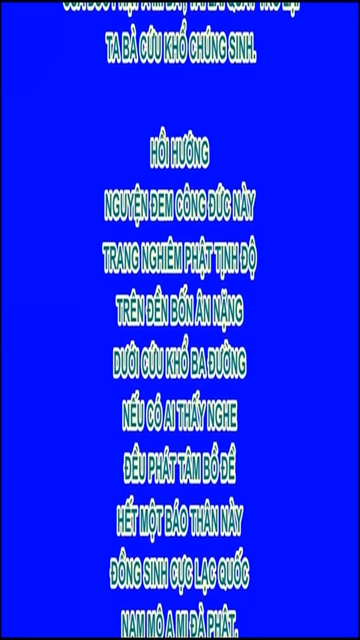 TA BÀ CỨU KHỔ CHÚNG SINH.
HỒI HƯỚNG
NGUYỆN ĐEM CÔNG ĐỨC NÀY
TRANG NGHIÊM PHẬT TỊNH ĐỘ
TRÊN ĐỀN BỐN ÂN NẶNG
DƯỚI CỨU KHỔ BA ĐƯỜNG
NẾU CÓ AI THẤY NGHE
ĐỀU PHÁT TÂM BỒ ĐỀ
HẾT MỘT BÁO THÂN NÀY
ĐỒNG SINH CỰC LẠC QUỐC
NAM MÔ A MI ĐÀ PHẬT.